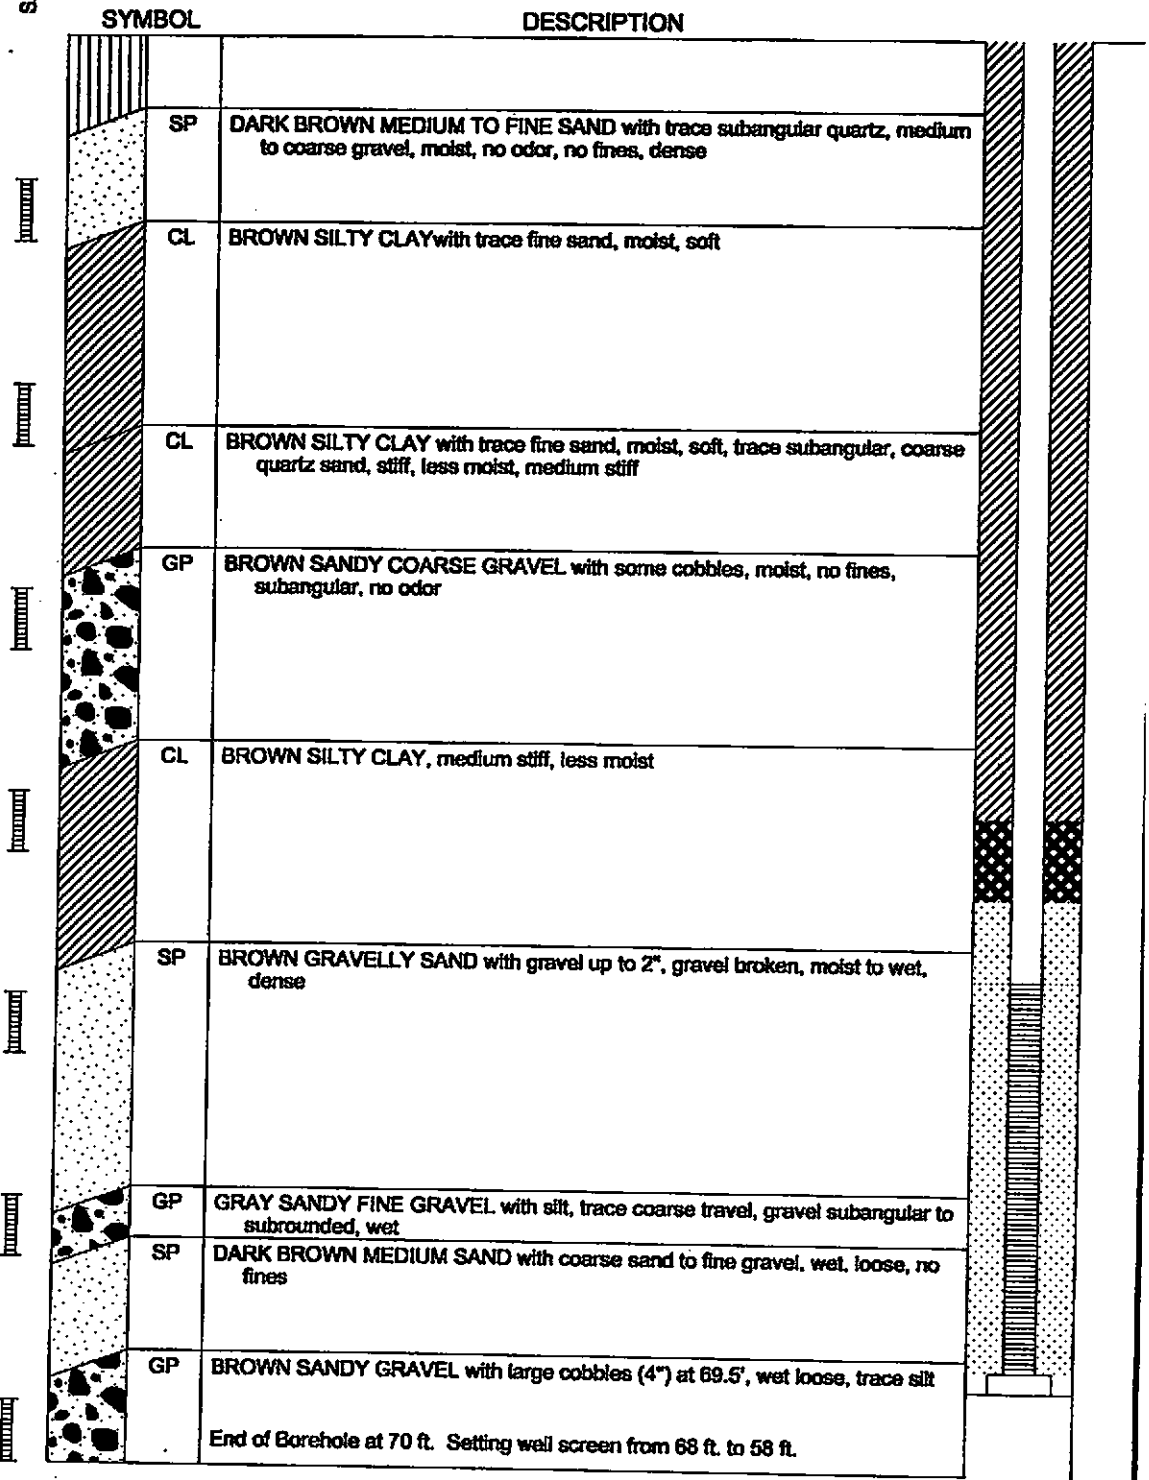 SYMBOL DESCRIPTION
SP DARK BROWN MEDIUM TO FINE SAND with trace subangular quartz, medium
to coarse gravel, moist, no odor, no fines, dense
CL BROWN SILTY CLAYwith trace fine sand, moist, soft
CL BROWN SILTY CLAY with trace fine sand, moist, soft, trace subangular, coarse
quartz sand, stiff, less moist, medium stiff
GP BROWN SANDY COARSE GRAVEL with some cobbles, moist, no fines,
subangular, no odor
CL BROWN SILTY CLAY, medium stiff, less moist
SP BROWN GRAVELLY SAND with gravel up to 2", gravel broken, moist to wet,
dense
GP GRAY SANDY FINE GRAVEL with silt, trace coarse travel, gravel subangular to
subrounded, wet
SP DARK BROWN MEDIUM SAND with coarse sand to fine gravel, wet, loose, no
fines
GP BROWN SANDY GRAVEL with large cobbles (4") at 69.5', wet loose, trace silt
End of Borehole at 70 ft. Setting well screen from 68 ft. to 58 ft.